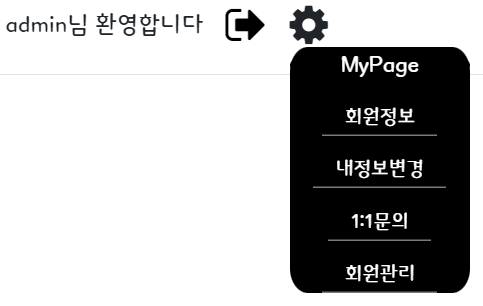 admin님 환영합니다
MyPage
회원정보
내정보변경
1:1문의
회원관리